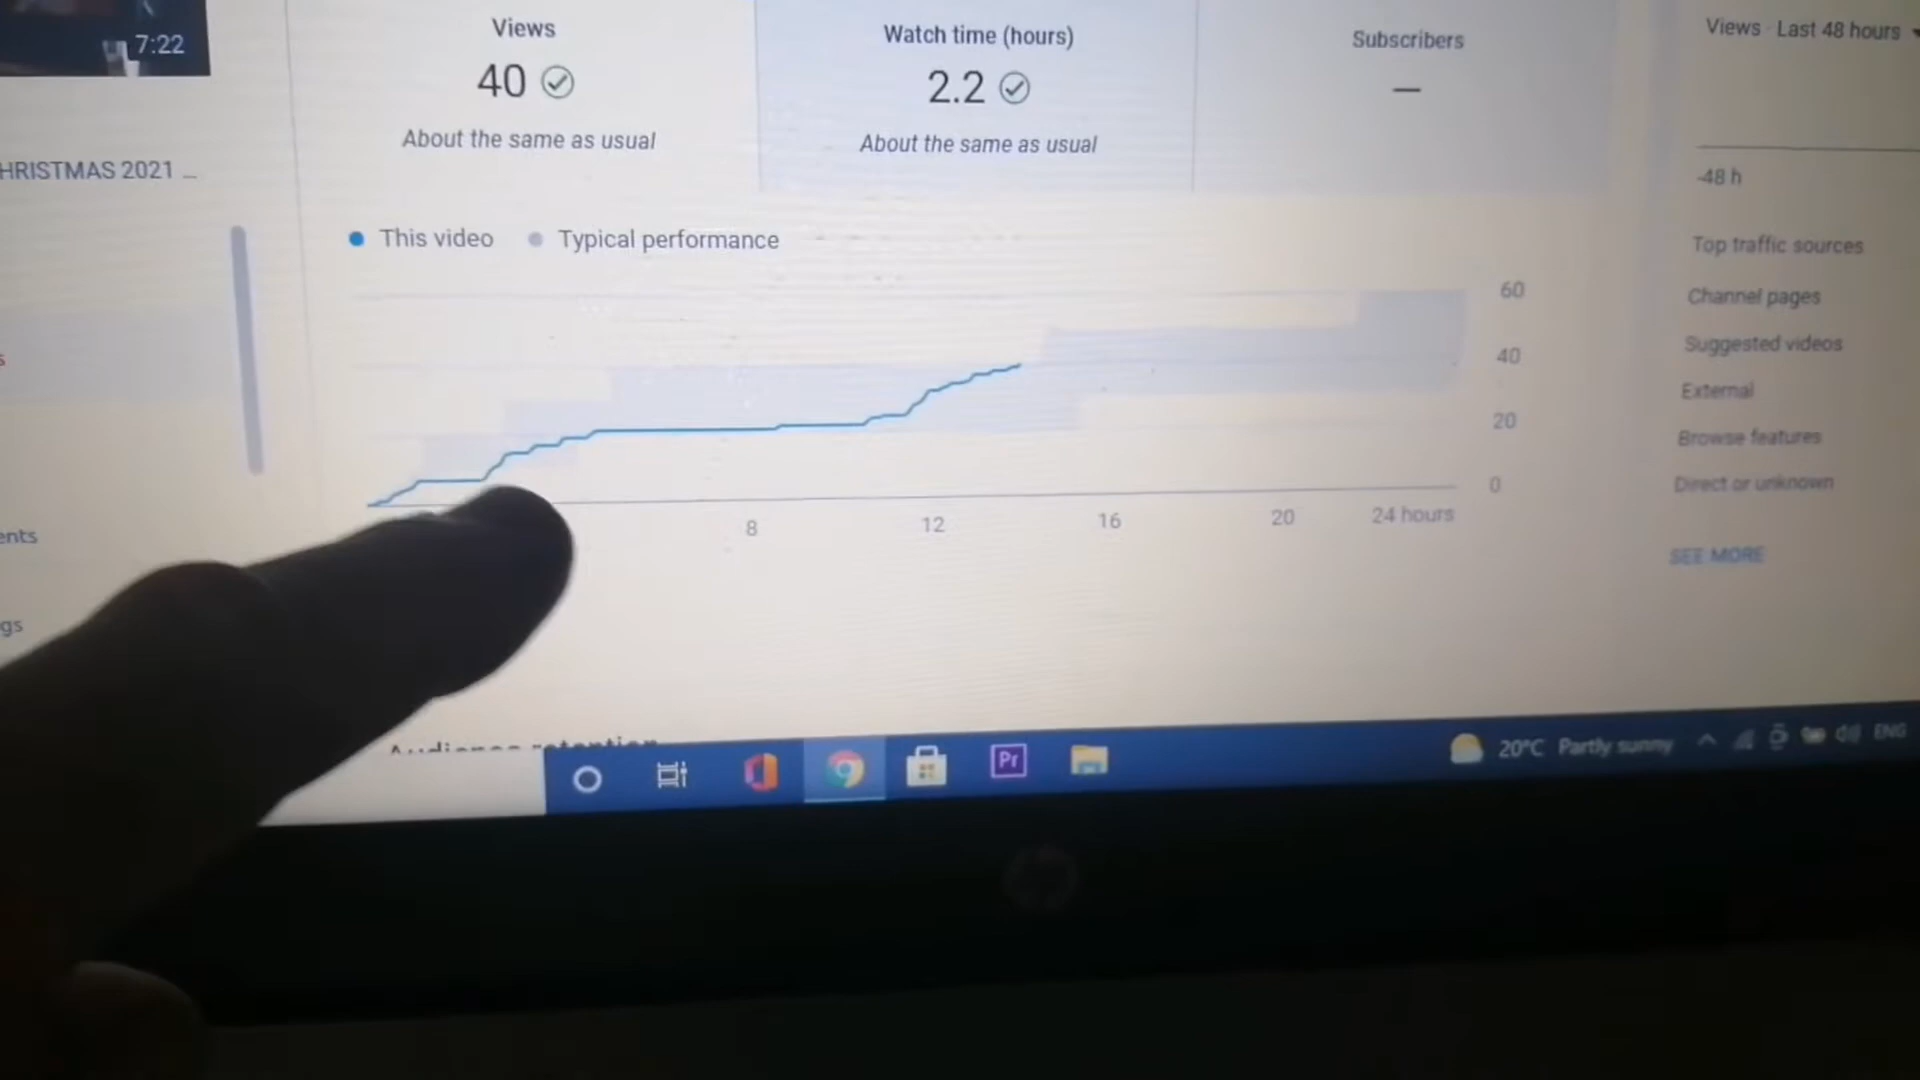 7:22
HRISTMAS 2021 ...
ents
gs
Views
40
About the same as usual
Watch time (hours)
2.2
About the same as usual
Subscribers
—
This video
Typical performance
60
40
20
0
8
12
16
20
24 hours
Audience retention
Views · Last 48 hours
-48 h
Top traffic sources
Channel pages
Suggested videos
External
Browse features
Direct or unknown
SEE MORE
Pr
20°C Partly sunny
ENG